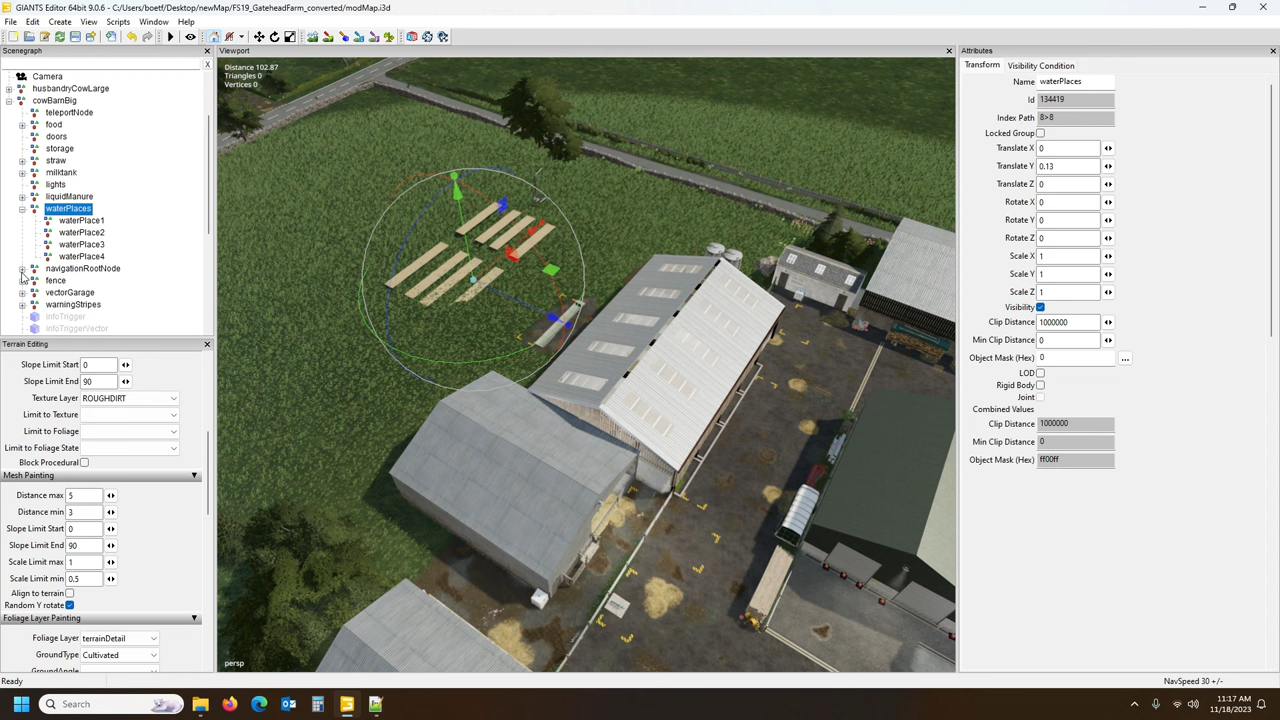 GIANTS Editor 64bit 9.0.6 - C:/Users/boetf/Desktop/newMap/FS19_GateheadFarm_converted/modMap.i3d
File Edit Create View Scripts Window Help
Scenegraph
X
Camera
husbandryCowLarge
cowBarnBig
teleportNode
food
doors
storage
straw
milktank
lights
liquidManure
waterPlaces
waterPlace1
waterPlace2
waterPlace3
waterPlace4
navigationRootNode
fence
vectorGarage
warningStripes
infoTrigger
infoTriggerVector
Terrain Editing
Slope Limit Start 0
Slope Limit End 90
Texture Layer ROUGHDIRT
Limit to Texture
Limit to Foliage
Limit to Foliage State
Block Procedural
Mesh Painting
Distance max 5
Distance min 3
Slope Limit Start 0
Slope Limit End 90
Scale Limit max 1
Scale Limit min 0.5
Align to terrain
Random Y rotate
Foliage Layer Painting
Foliage Layer terrainDetail
GroundType Cultivated
GroundAngle
Viewport
Distance 102.87
Triangles 0
Vertices 0
persp
Attributes
Transform Visibility Condition
Name waterPlaces
Id 134419
Index Path 8>8
Locked Group
Translate X 0
Translate Y 0.13
Translate Z 0
Rotate X 0
Rotate Y 0
Rotate Z 0
Scale X 1
Scale Y 1
Scale Z 1
Visibility
Clip Distance 1000000
Min Clip Distance 0
Object Mask (Hex) 0 ...
LOD
Rigid Body
Joint
Combined Values
Clip Distance 1000000
Min Clip Distance 0
Object Mask (Hex) ff00ff
Ready
NavSpeed 30 +/-
Search
11:17 AM
11/18/2023